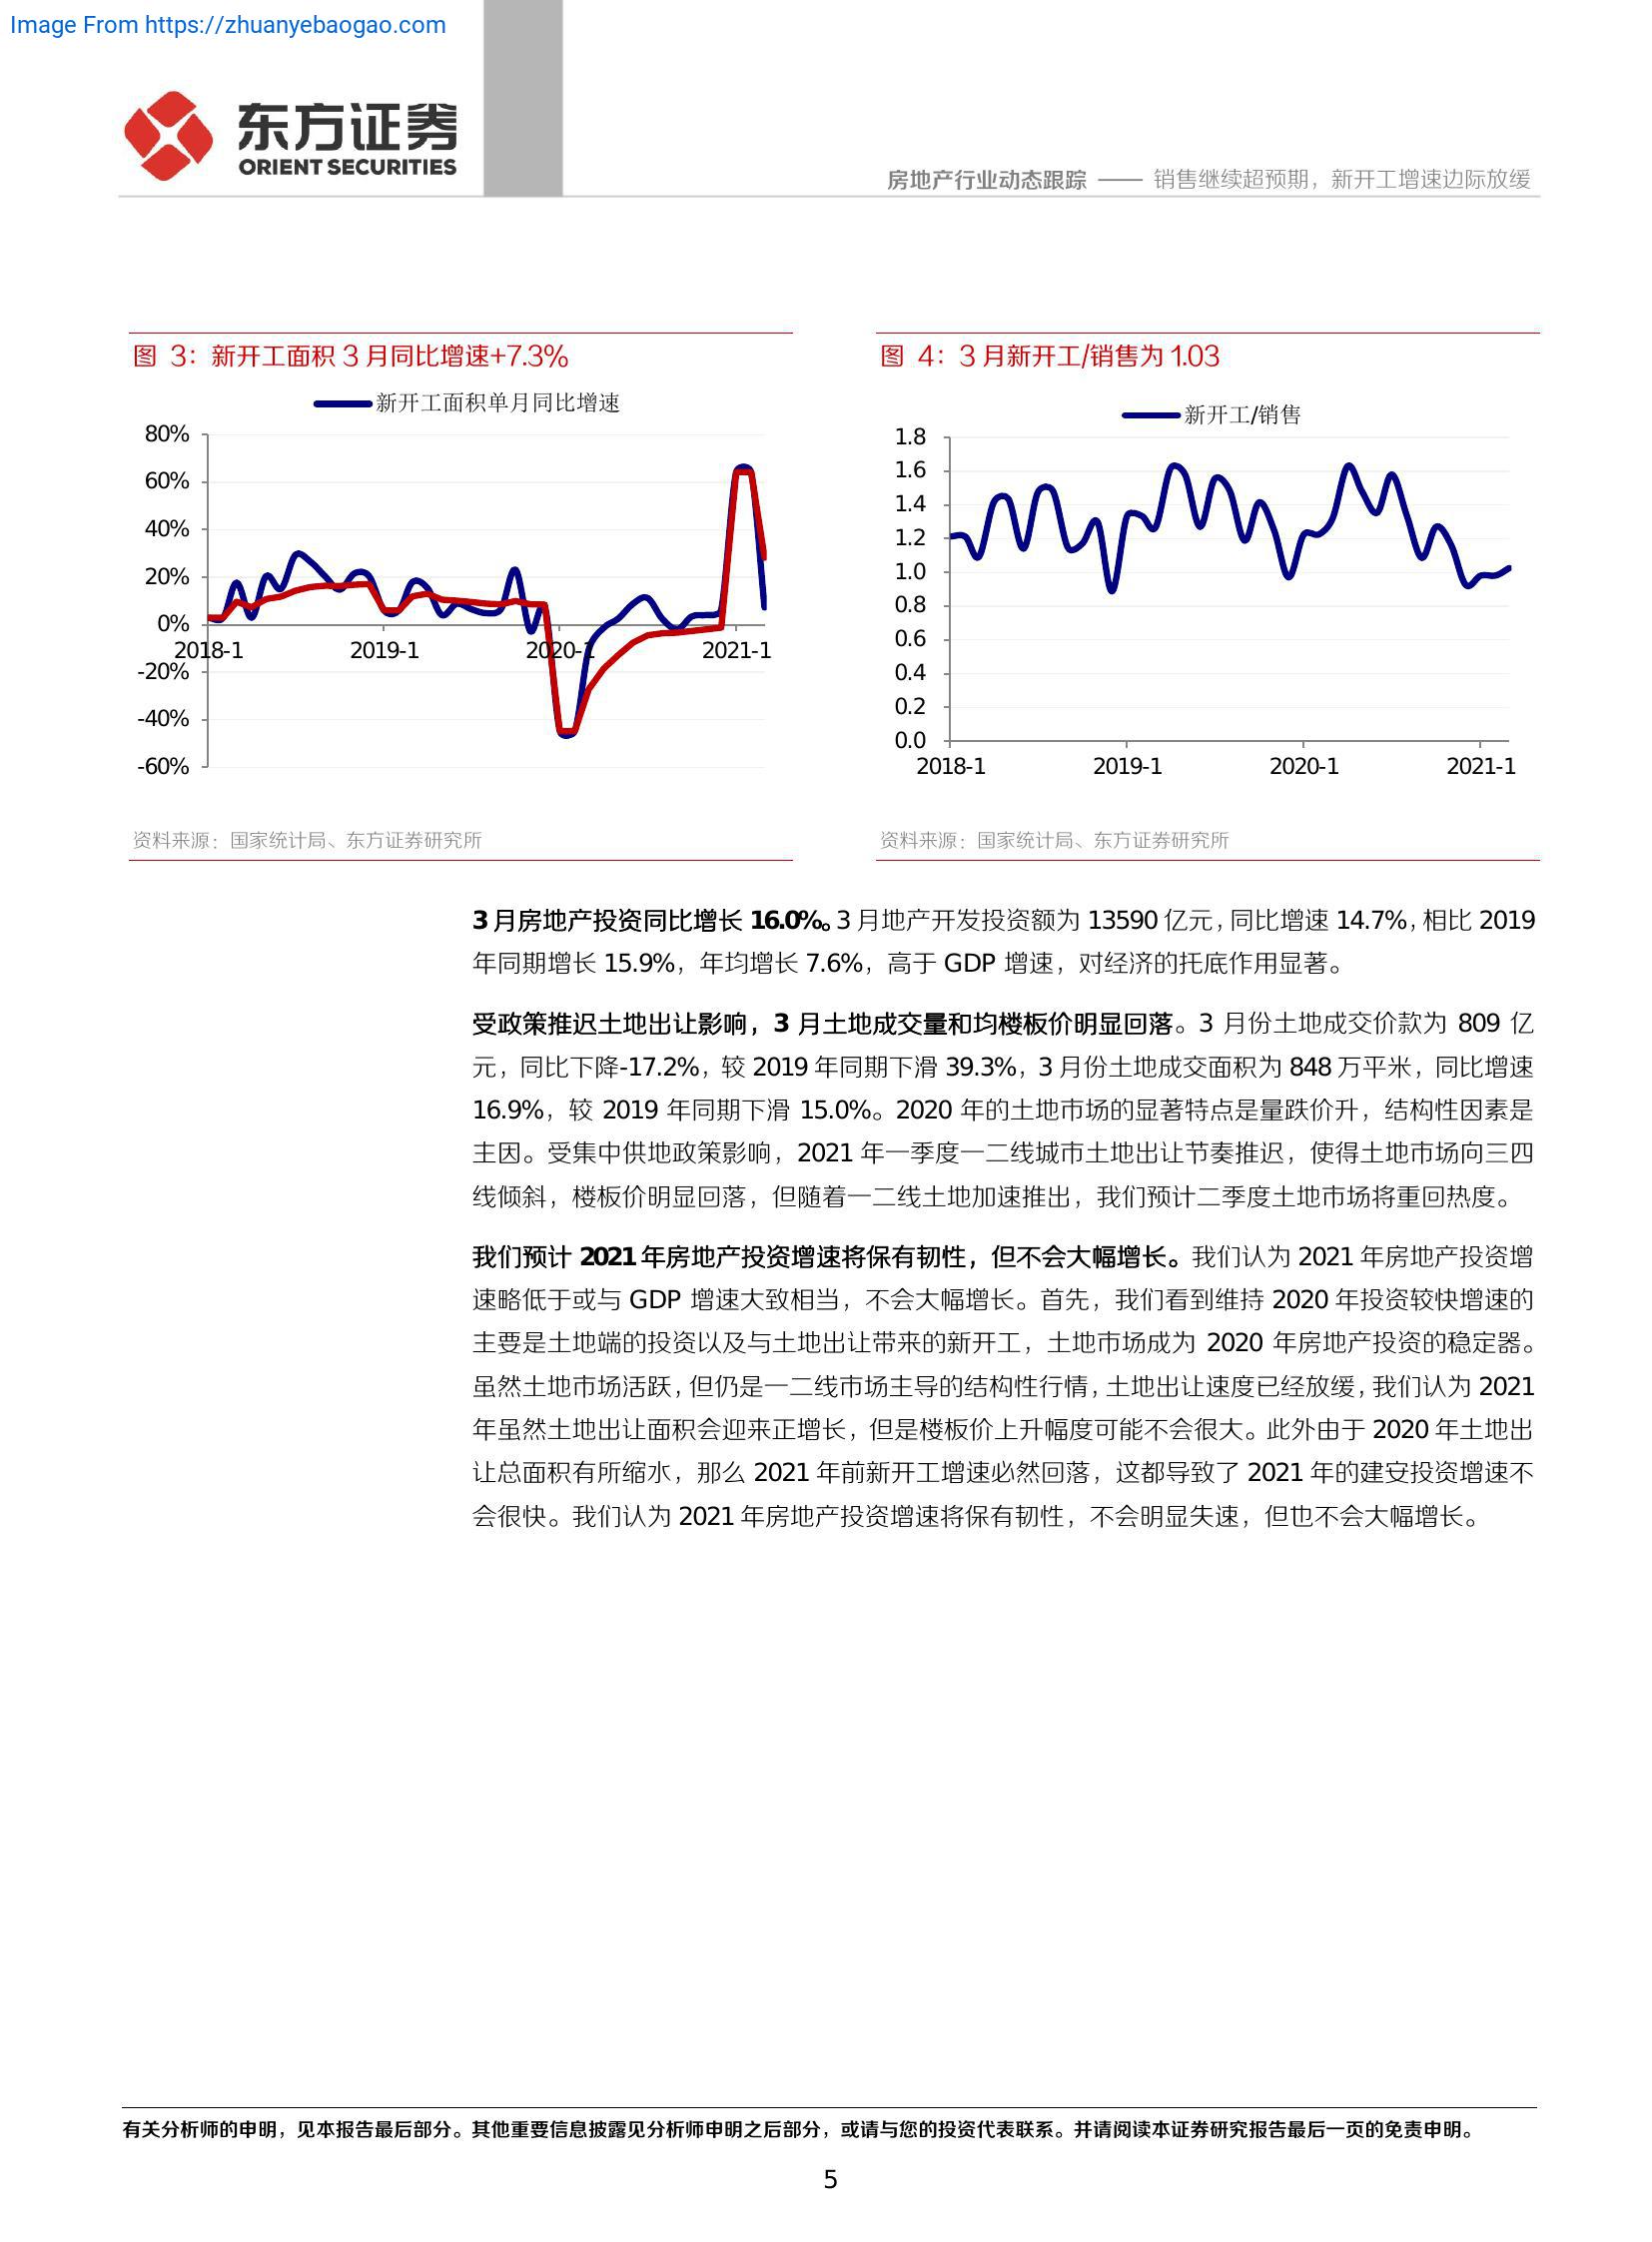 Image From https://zhuanyebaogao.com
东方证券
ORIENT SECURITIES
房地产行业动态跟踪 —— 销售继续超预期，新开工增速边际放缓
图 3：新开工面积 3 月同比增速+7.3%
新开工面积单月同比增速
80%
60%
40%
20%
0%
-20%
-40%
-60%
2018-1 2019-1 2020-1 2021-1
资料来源：国家统计局、东方证券研究所
图 4：3 月新开工/销售为 1.03
新开工/销售
1.8
1.6
1.4
1.2
1.0
0.8
0.6
0.4
0.2
0.0
2018-1 2019-1 2020-1 2021-1
资料来源：国家统计局、东方证券研究所
3 月房地产投资同比增长 16.0%。3 月地产开发投资额为 13590 亿元，同比增速 14.7%，相比 2019
年同期增长 15.9%，年均增长 7.6%，高于 GDP 增速，对经济的托底作用显著。
受政策推迟土地出让影响，3 月土地成交量和均楼板价明显回落。3 月份土地成交价款为 809 亿
元，同比下降-17.2%，较 2019 年同期下滑 39.3%，3 月份土地成交面积为 848 万平米，同比增速
16.9%，较 2019 年同期下滑 15.0%。2020 年的土地市场的显著特点是量跌价升，结构性因素是
主因。受集中供地政策影响，2021 年一季度一二线城市土地出让节奏推迟，使得土地市场向三四
线倾斜，楼板价明显回落，但随着一二线土地加速推出，我们预计二季度土地市场将重回热度。
我们预计 2021 年房地产投资增速将保有韧性，但不会大幅增长。我们认为 2021 年房地产投资增
速略低于或与 GDP 增速大致相当，不会大幅增长。首先，我们看到维持 2020 年投资较快增速的
主要是土地端的投资以及与土地出让带来的新开工，土地市场成为 2020 年房地产投资的稳定器。
虽然土地市场活跃，但仍是一二线市场主导的结构性行情，土地出让速度已经放缓，我们认为 2021
年虽然土地出让面积会迎来正增长，但是楼板价上升幅度可能不会很大。此外由于 2020 年土地出
让总面积有所缩水，那么 2021 年前新开工增速必然回落，这都导致了 2021 年的建安投资增速不
会很快。我们认为 2021 年房地产投资增速将保有韧性，不会明显失速，但也不会大幅增长。
有关分析师的申明，见本报告最后部分。其他重要信息披露见分析师申明之后部分，或请与您的投资代表联系。并请阅读本证券研究报告最后一页的免责申明。
5